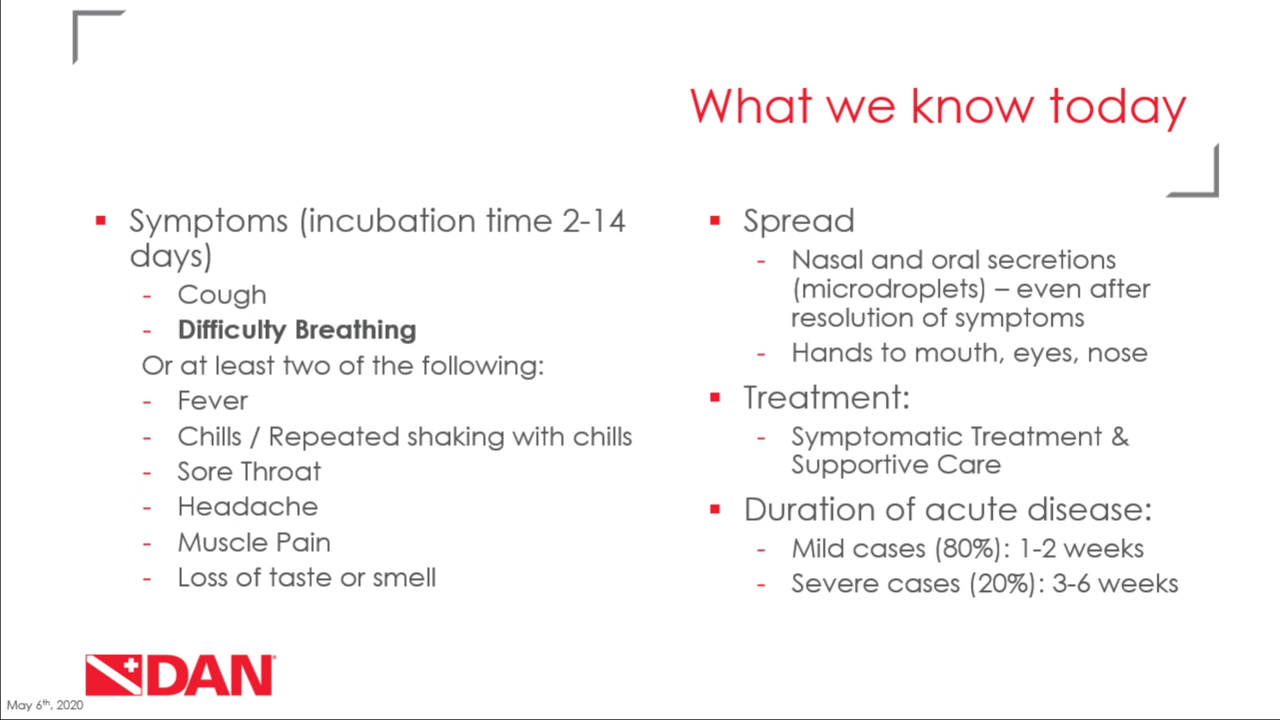 What we know today
▪ Symptoms (incubation time 2-14
days)
- Cough
- Difficulty Breathing
Or at least two of the following:
- Fever
- Chills / Repeated shaking with chills
- Sore Throat
- Headache
- Muscle Pain
- Loss of taste or smell
▪ Spread
- Nasal and oral secretions
(microdroplets) – even after
resolution of symptoms
- Hands to mouth, eyes, nose
▪ Treatment:
- Symptomatic Treatment &
Supportive Care
▪ Duration of acute disease:
- Mild cases (80%): 1-2 weeks
- Severe cases (20%): 3-6 weeks
DAN
May 6th, 2020